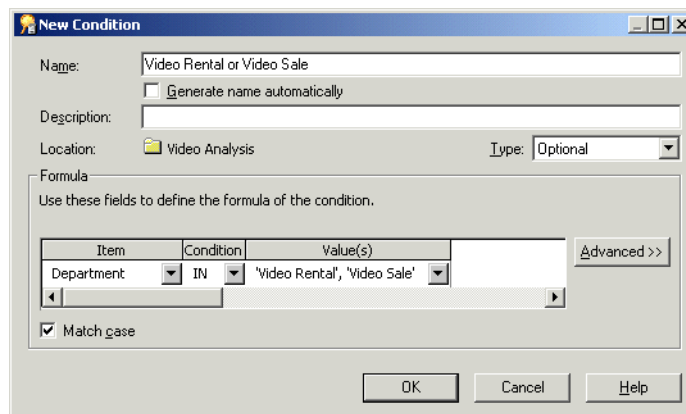 New Condition
Name: Video Rental or Video Sale
Generate name automatically
Description:
Location: Video Analysis Type: Optional
Formula
Use these fields to define the formula of the condition.
Item Condition Value(s)
Department IN 'Video Rental', 'Video Sale' Advanced >>
Match case
OK Cancel Help